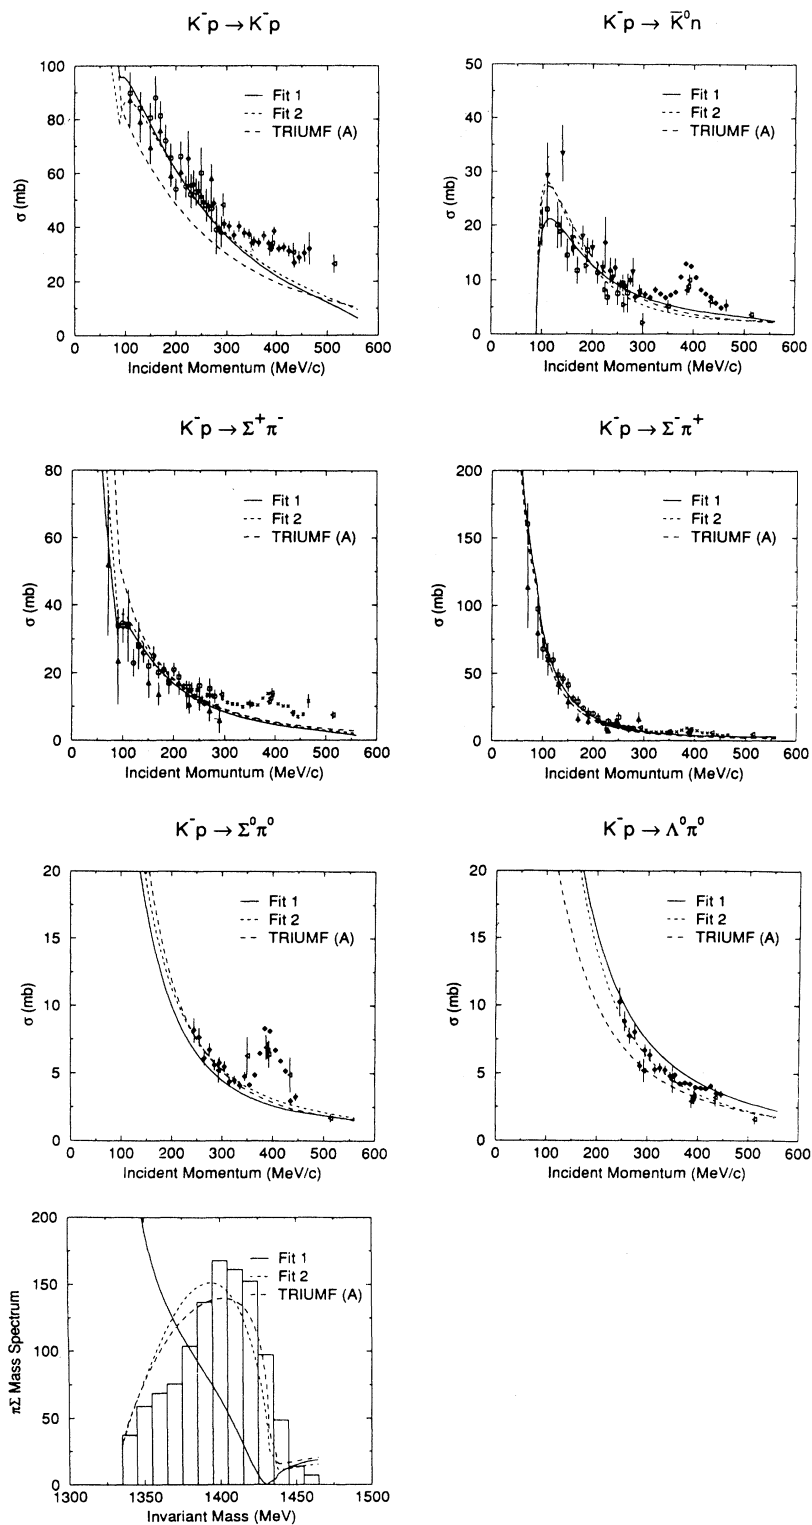 K⁻p → K⁻p
100
80
60
40
20
0
σ (mb)
Fit 1
Fit 2
TRIUMF (A)
0 100 200 300 400 500 600
Incident Momentum (MeV/c)
K⁻p → K̅⁰n
50
40
30
20
10
0
σ (mb)
Fit 1
Fit 2
TRIUMF (A)
0 100 200 300 400 500 600
Incident Momentum (MeV/c)
K⁻p → Σ⁺π⁻
80
60
40
20
0
σ (mb)
Fit 1
Fit 2
TRIUMF (A)
0 100 200 300 400 500 600
Incident Momuntum (MeV/c)
K⁻p → Σ⁻π⁺
200
150
100
50
0
σ (mb)
Fit 1
Fit 2
TRIUMF (A)
0 100 200 300 400 500 600
Incident Momentum (MeV/c)
K⁻p → Σ⁰π⁰
20
15
10
5
0
σ (mb)
Fit 1
Fit 2
TRIUMF (A)
0 100 200 300 400 500 600
Incident Momentum (MeV/c)
K⁻p → Λ⁰π⁰
20
15
10
5
0
σ (mb)
Fit 1
Fit 2
TRIUMF (A)
0 100 200 300 400 500 600
Incident Momentum (MeV/c)
200
150
100
50
0
πΣ Mass Spectrum
Fit 1
Fit 2
TRIUMF (A)
1300 1350 1400 1450 1500
Invariant Mass (MeV)